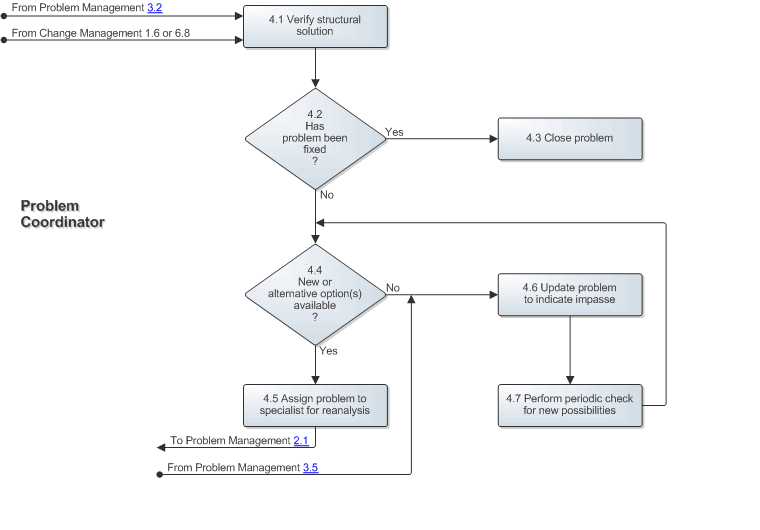 From Problem Management 3.2
From Change Management 1.6 or 6.8
4.1 Verify structural
solution
4.2
Has
problem been
fixed
?
Yes
4.3 Close problem
No
Problem
Coordinator
4.4
New or
alternative option(s)
available
?
No
4.6 Update problem
to indicate impasse
Yes
4.5 Assign problem to
specialist for reanalysis
4.7 Perform periodic check
for new possibilities
To Problem Management 2.1
From Problem Management 3.5